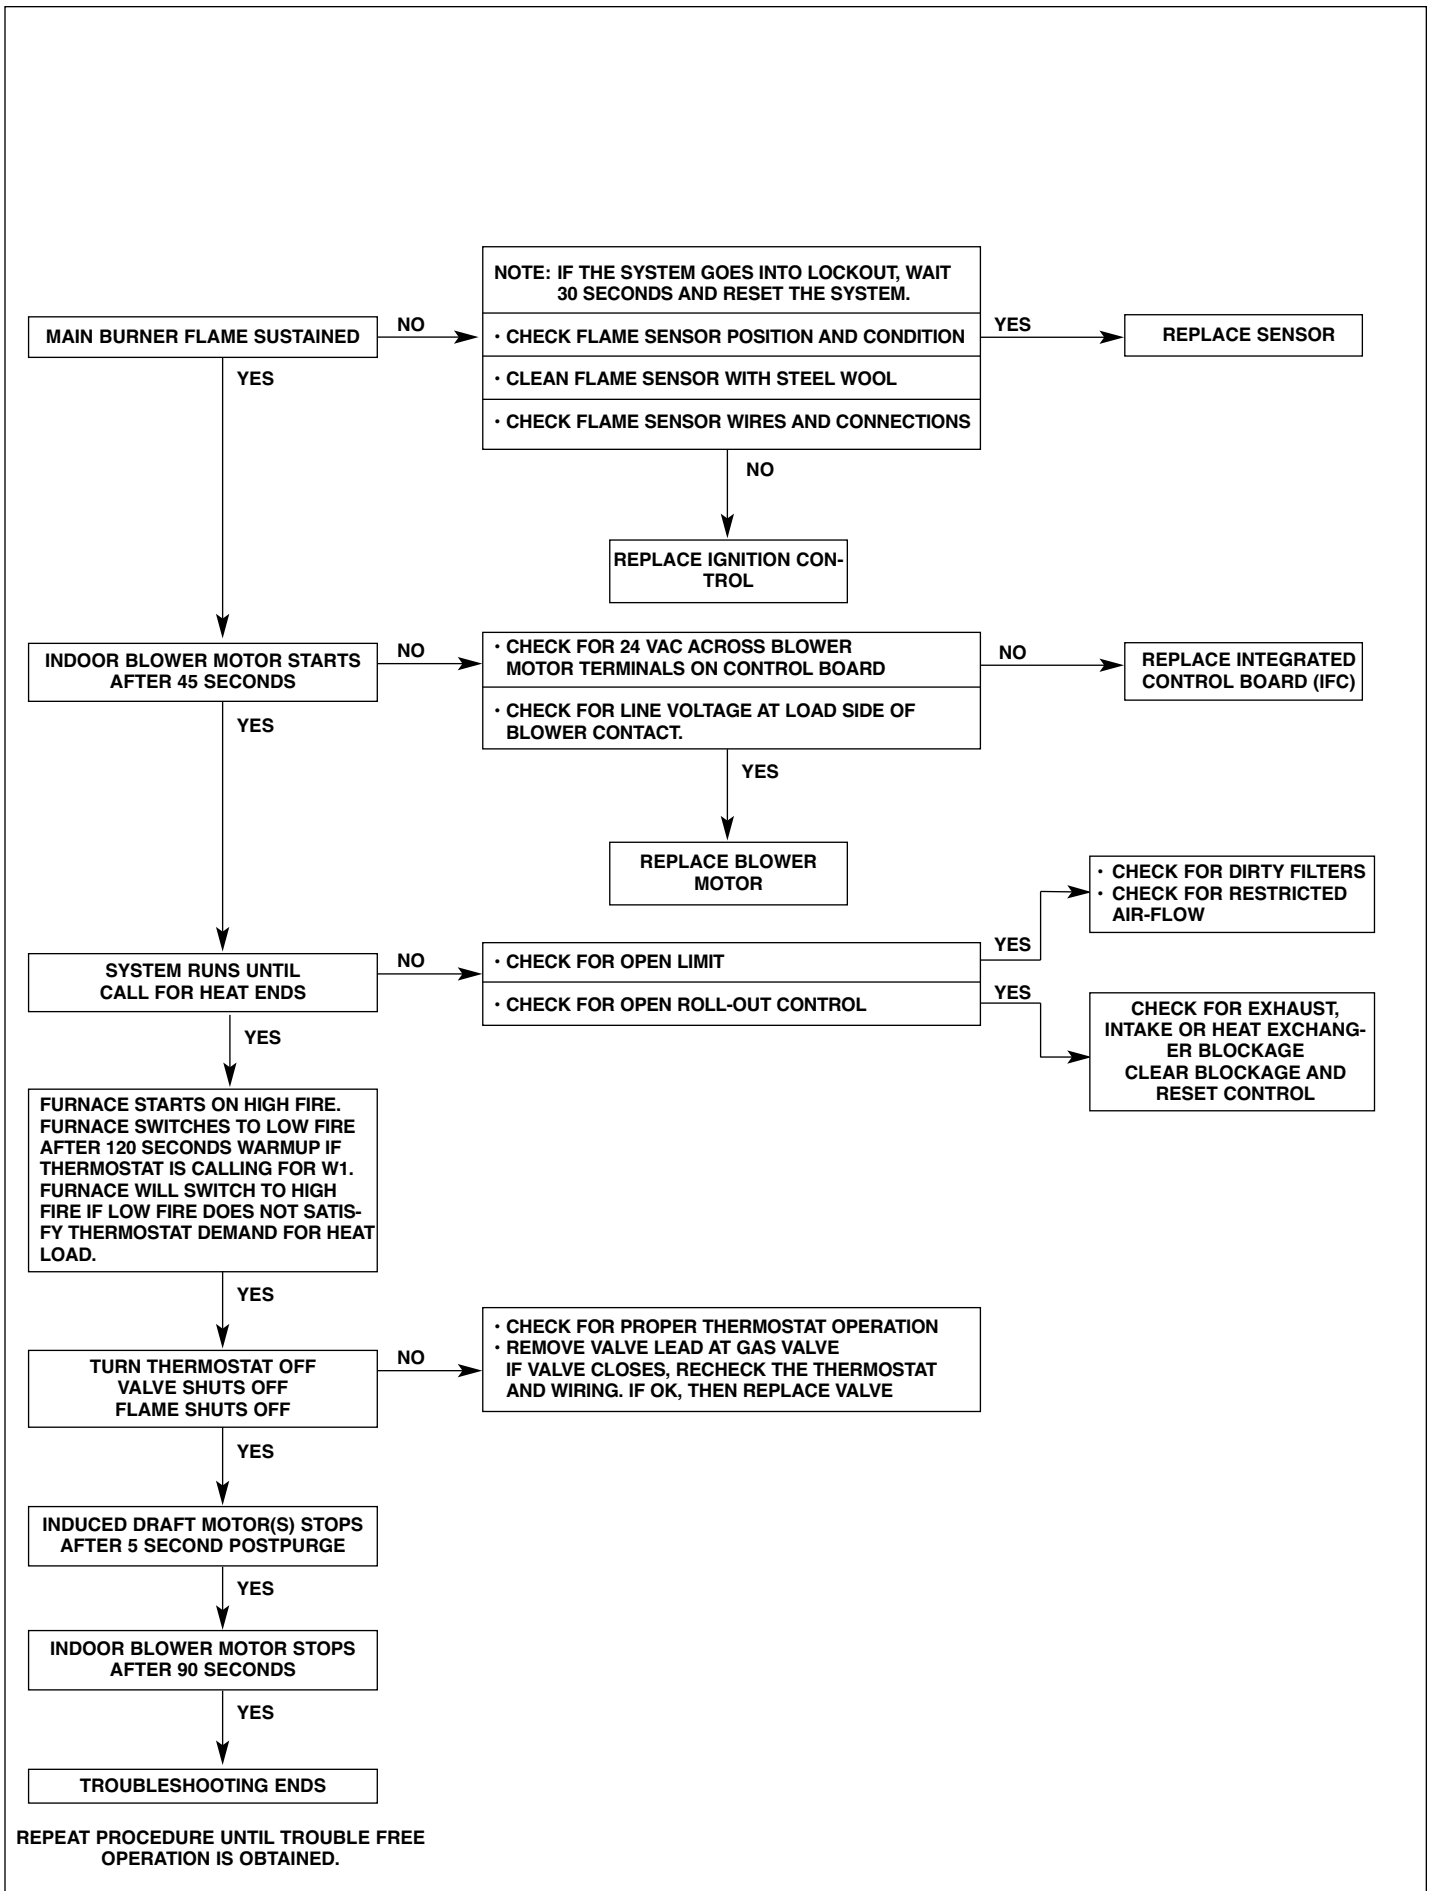 NOTE: IF THE SYSTEM GOES INTO LOCKOUT, WAIT
30 SECONDS AND RESET THE SYSTEM.
MAIN BURNER FLAME SUSTAINED
NO
· CHECK FLAME SENSOR POSITION AND CONDITION
YES
REPLACE SENSOR
YES
· CLEAN FLAME SENSOR WITH STEEL WOOL
· CHECK FLAME SENSOR WIRES AND CONNECTIONS
NO
REPLACE IGNITION CON-
TROL
INDOOR BLOWER MOTOR STARTS
AFTER 45 SECONDS
NO
· CHECK FOR 24 VAC ACROSS BLOWER
MOTOR TERMINALS ON CONTROL BOARD
NO
REPLACE INTEGRATED
CONTROL BOARD (IFC)
· CHECK FOR LINE VOLTAGE AT LOAD SIDE OF
BLOWER CONTACT.
YES
YES
REPLACE BLOWER
MOTOR
· CHECK FOR DIRTY FILTERS
· CHECK FOR RESTRICTED
AIR-FLOW
SYSTEM RUNS UNTIL
CALL FOR HEAT ENDS
NO
· CHECK FOR OPEN LIMIT
YES
· CHECK FOR OPEN ROLL-OUT CONTROL
YES
CHECK FOR EXHAUST,
INTAKE OR HEAT EXCHANG-
ER BLOCKAGE
CLEAR BLOCKAGE AND
RESET CONTROL
YES
FURNACE STARTS ON HIGH FIRE.
FURNACE SWITCHES TO LOW FIRE
AFTER 120 SECONDS WARMUP IF
THERMOSTAT IS CALLING FOR W1.
FURNACE WILL SWITCH TO HIGH
FIRE IF LOW FIRE DOES NOT SATIS-
FY THERMOSTAT DEMAND FOR HEAT
LOAD.
YES
TURN THERMOSTAT OFF
VALVE SHUTS OFF
FLAME SHUTS OFF
NO
· CHECK FOR PROPER THERMOSTAT OPERATION
· REMOVE VALVE LEAD AT GAS VALVE
IF VALVE CLOSES, RECHECK THE THERMOSTAT
AND WIRING. IF OK, THEN REPLACE VALVE
YES
INDUCED DRAFT MOTOR(S) STOPS
AFTER 5 SECOND POSTPURGE
YES
INDOOR BLOWER MOTOR STOPS
AFTER 90 SECONDS
YES
TROUBLESHOOTING ENDS
REPEAT PROCEDURE UNTIL TROUBLE FREE
OPERATION IS OBTAINED.